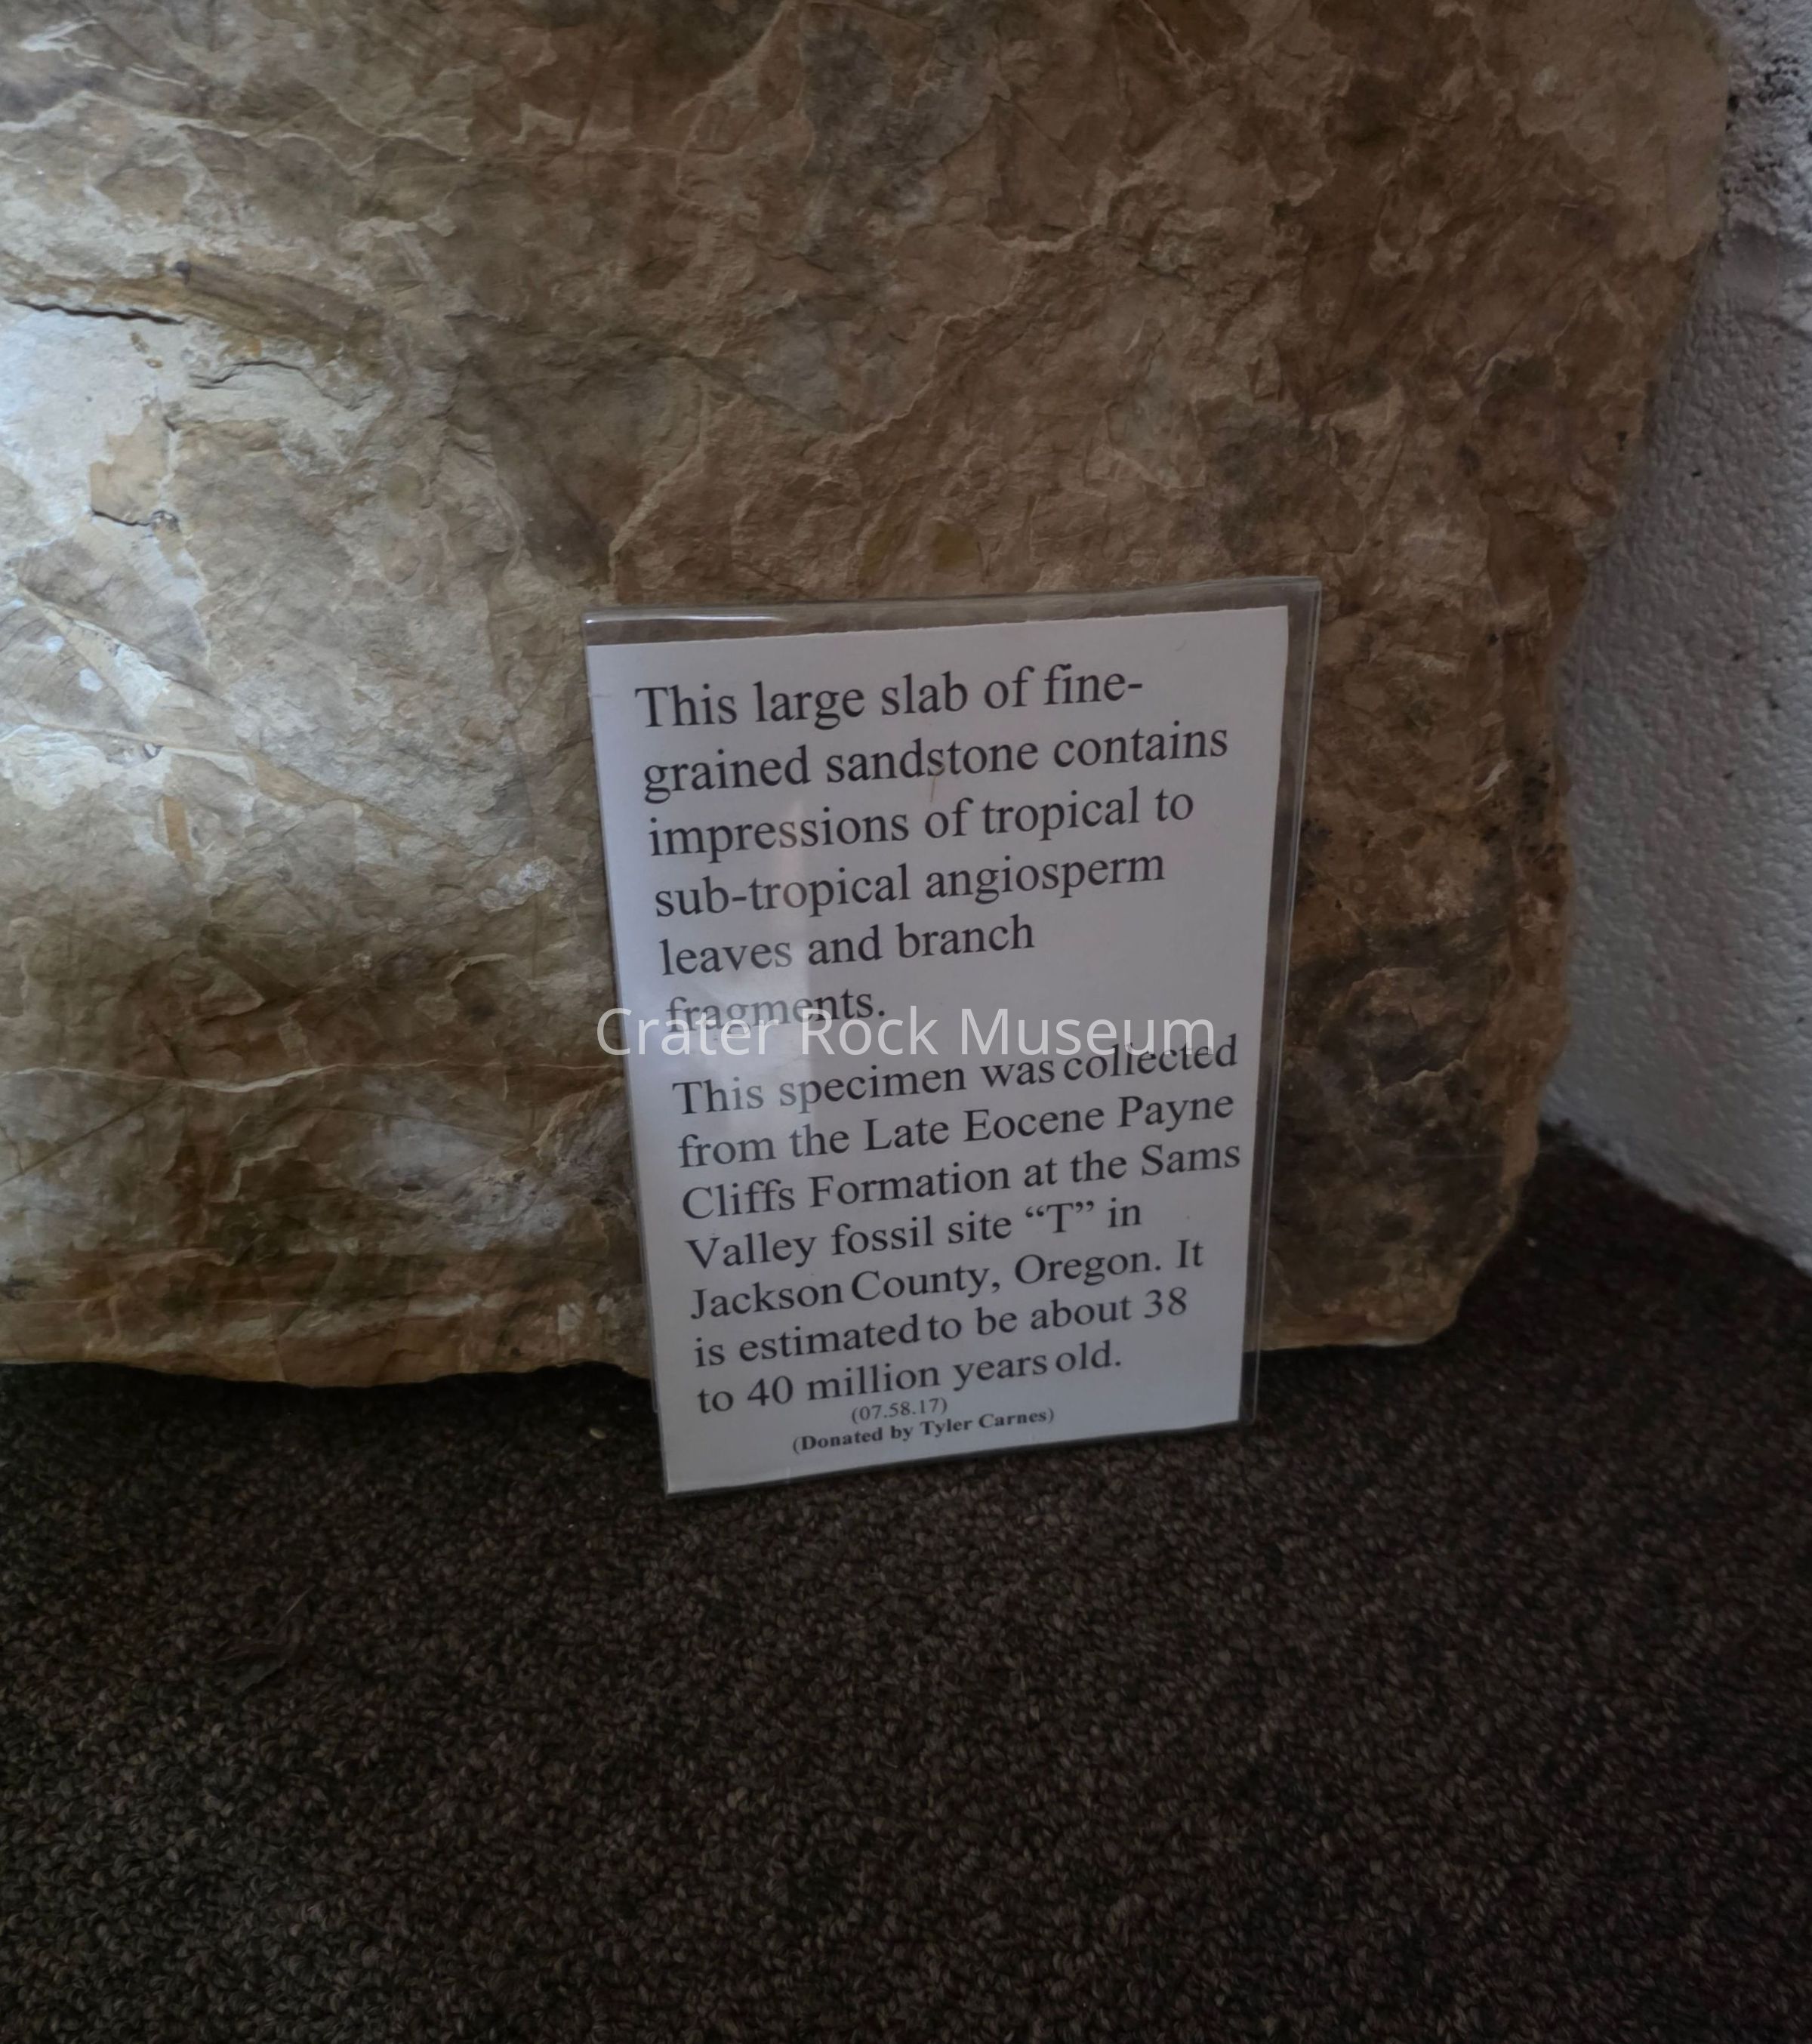 This large slab of fine-
grained sandstone contains
impressions of tropical to
sub-tropical angiosperm
leaves and branch
fragments.
Crater Rock Museum
This specimen was collected
from the Late Eocene Payne
Cliffs Formation at the Sams
Valley fossil site “T” in
Jackson County, Oregon. It
is estimated to be about 38
to 40 million years old.
(07.58.17)
(Donated by Tyler Carnes)